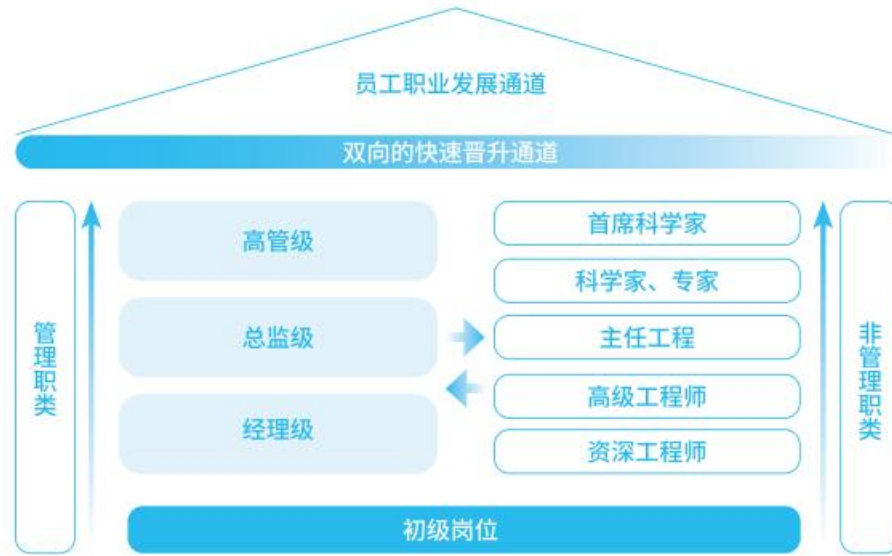 员工职业发展通道
双向的快速晋升通道
管理职类
高管级
总监级
经理级
首席科学家
科学家、专家
主任工程
高级工程师
资深工程师
非管理职类
初级岗位